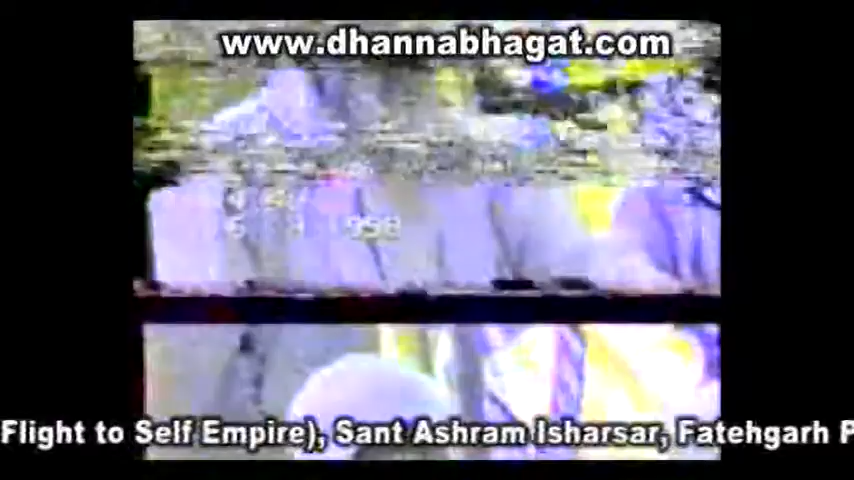 www.dhannabhagat.com
Flight to Self Empire), Sant Ashram Isharsar, Fatehgarh P